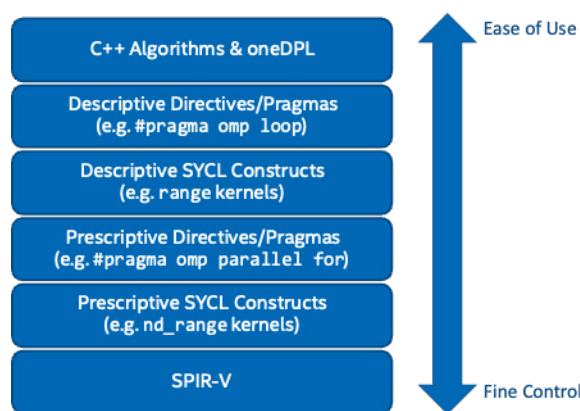 Ease of Use
C++ Algorithms & oneDPL
Descriptive Directives/Pragmas
(e.g. #pragma omp loop)
Descriptive SYCL Constructs
(e.g. range kernels)
Prescriptive Directives/Pragmas
(e.g. #pragma omp parallel for)
Prescriptive SYCL Constructs
(e.g. nd_range kernels)
SPIR-V
Fine Control